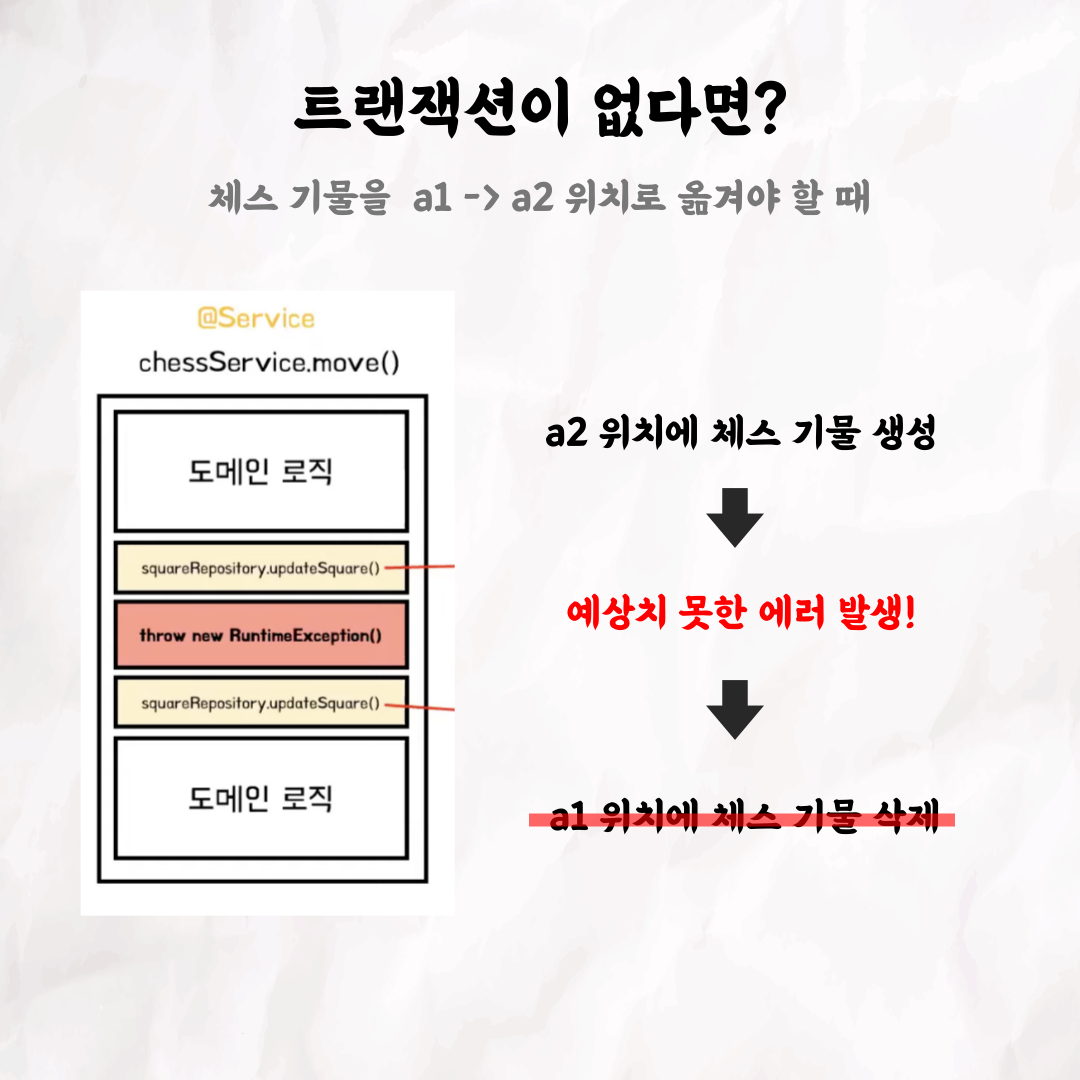 트랜잭션이 없다면?
체스 기물을 a1 -> a2 위치로 옮겨야 할 때
@Service
chessService.move()
도메인 로직
squareRepository.updateSquare()
throw new RuntimeException()
squareRepository.updateSquare()
도메인 로직
a2 위치에 체스 기물 생성
예상치 못한 에러 발생!
a1 위치에 체스 기물 삭제